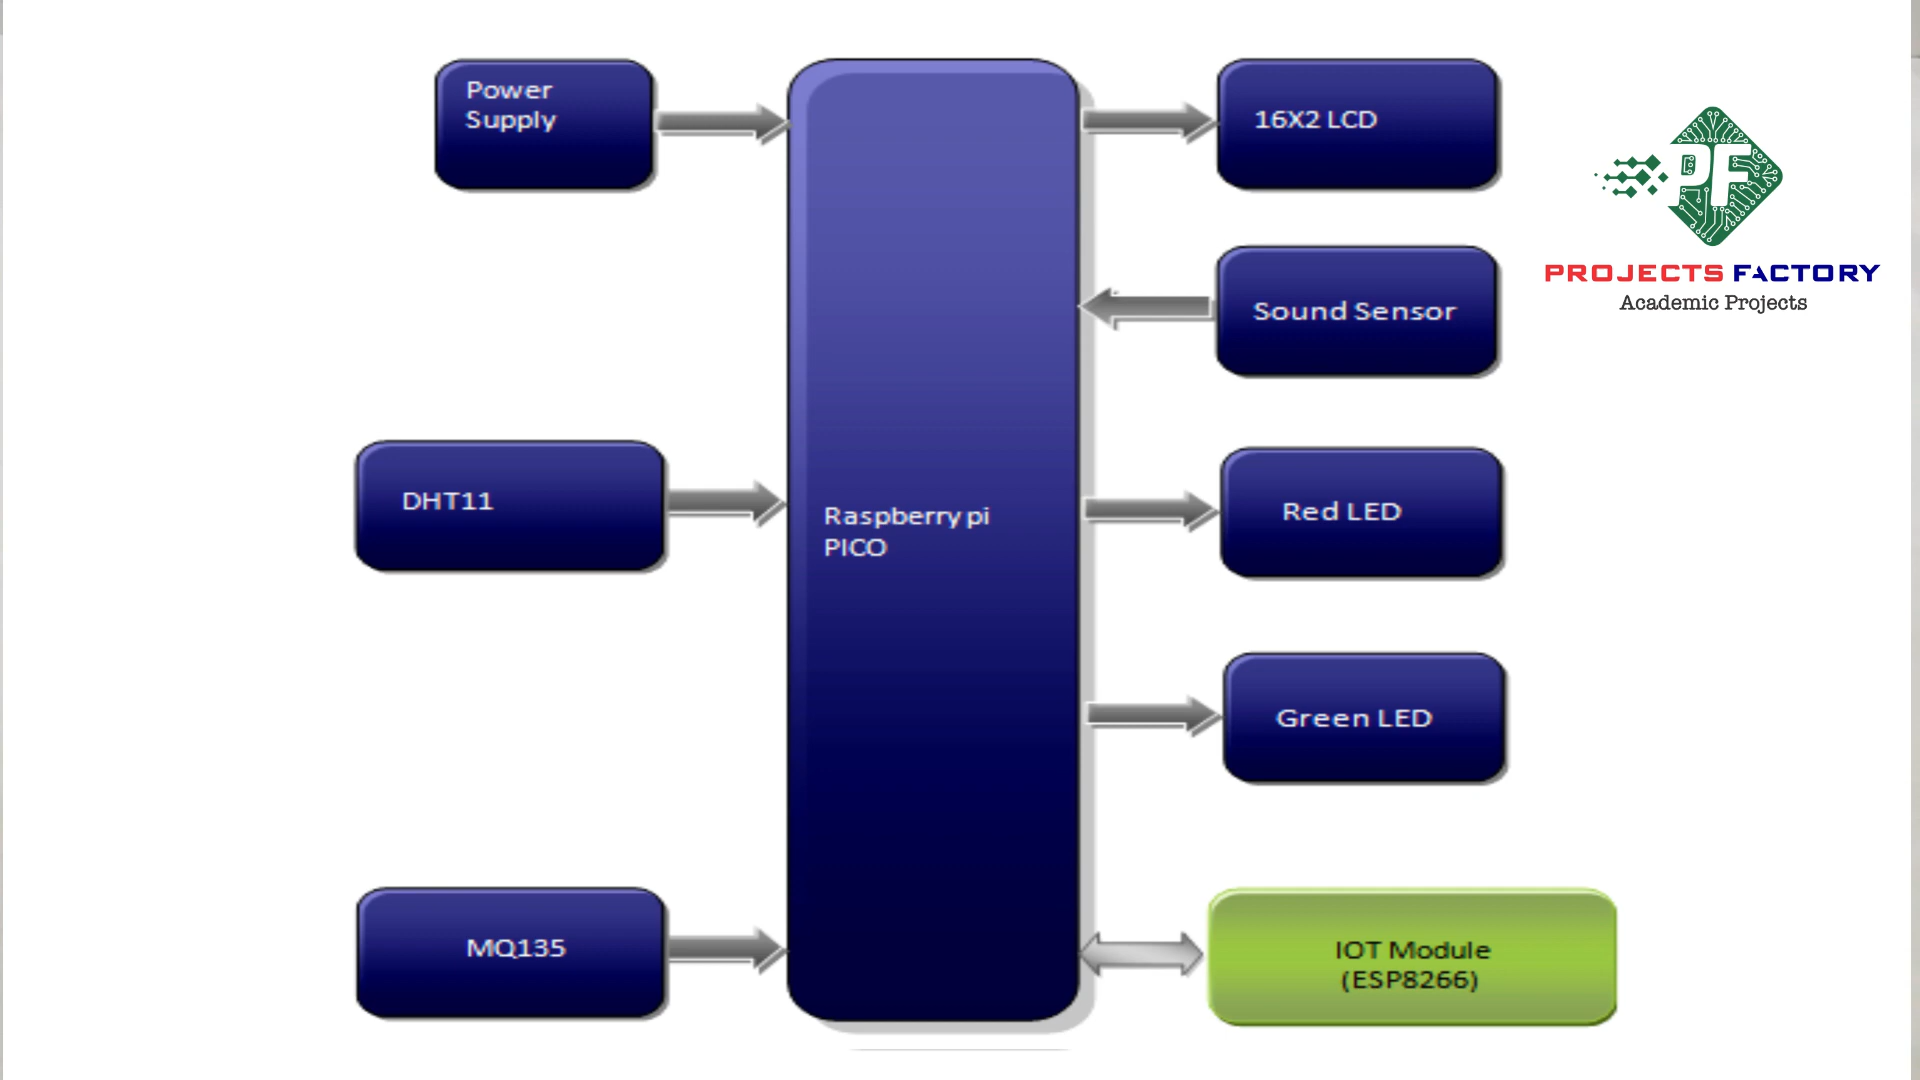 Power
Supply
16X2 LCD
PF
PROJECTS FACTORY
Academic Projects
Sound Sensor
DHT11
Raspberry pi
PICO
Red LED
Green LED
MQ135
IOT Module
(ESP8266)